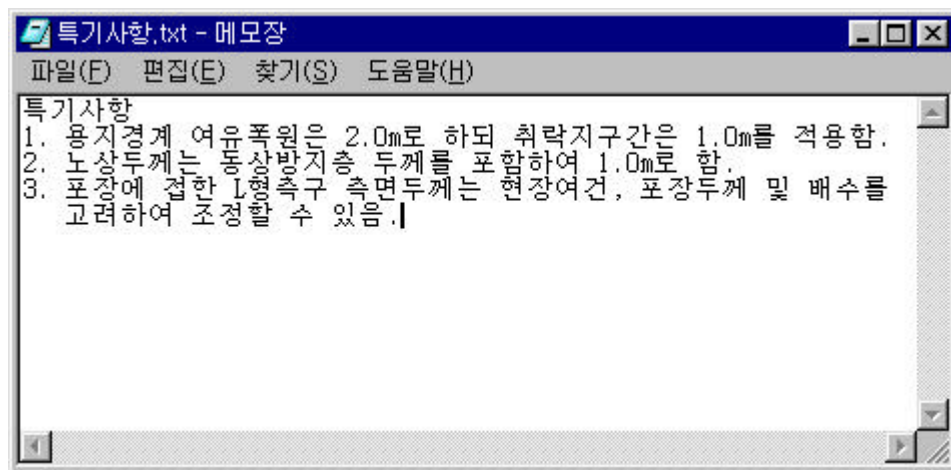 특기사항.txt - 메모장
파일(F) 편집(E) 찾기(S) 도움말(H)
특기사항
1. 용지경계 여유폭원은 2.0m로 하되 취락지구간은 1.0m를 적용함.
2. 노상두께는 동상방지층 두께를 포함하여 1.0m로 함.
3. 포장에 접한 L형측구 측면두께는 현장여건, 포장두께 및 배수를
고려하여 조정할 수 있음.